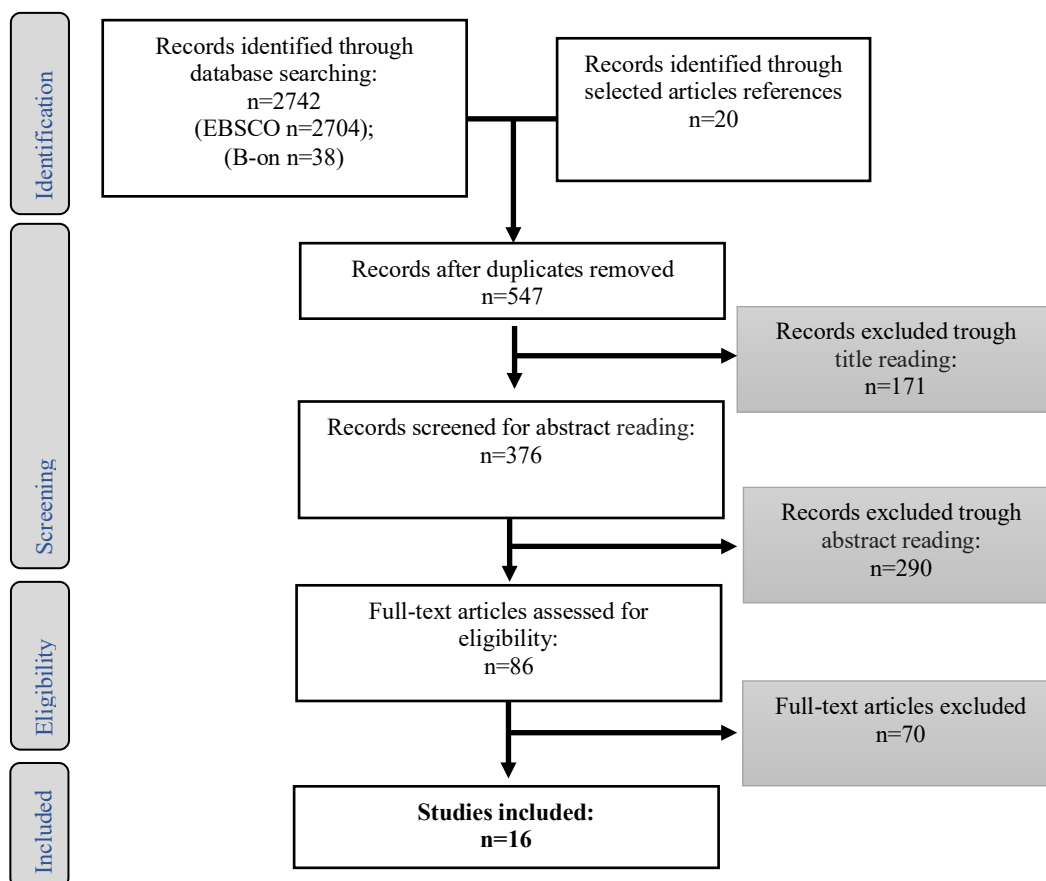 Identification
Records identified through
database searching:
n=2742
(EBSCO n=2704);
(B-on n=38)
Records identified through
selected articles references
n=20
Screening
Records after duplicates removed
n=547
Records excluded trough
title reading:
n=171
Records screened for abstract reading:
n=376
Records excluded trough
abstract reading:
n=290
Eligibility
Full-text articles assessed for
eligibility:
n=86
Full-text articles excluded
n=70
Included
Studies included:
n=16